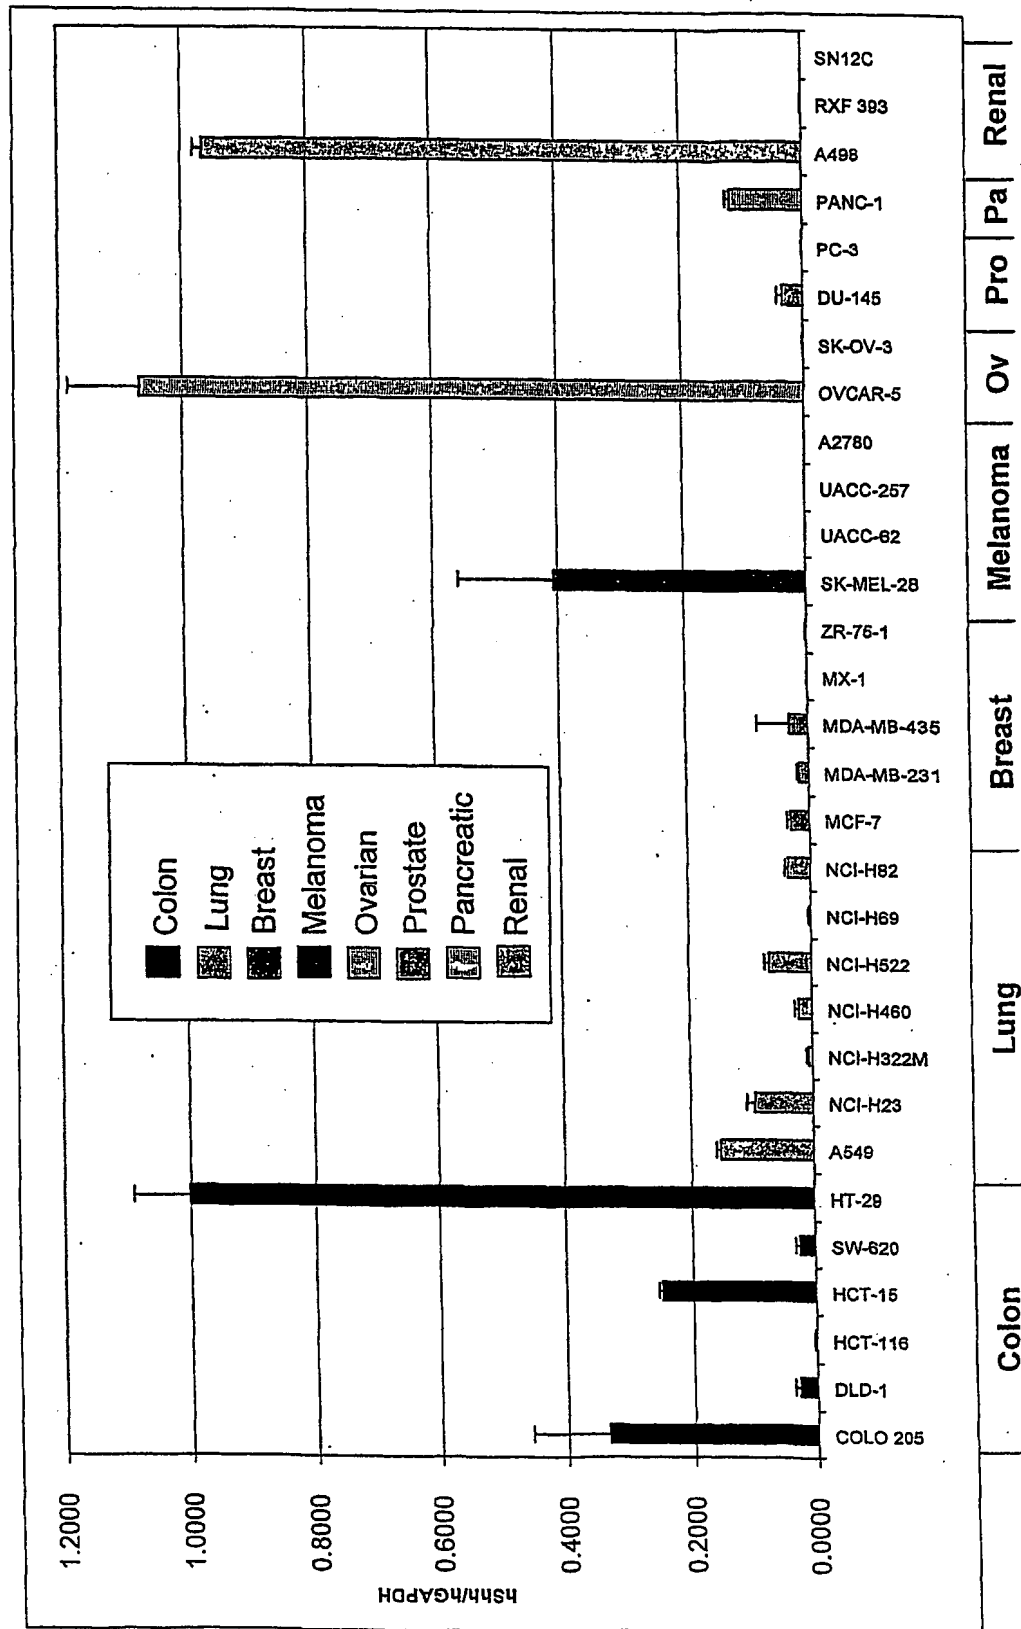 hShh/hGAPDH
1.2000
1.0000
0.8000
0.6000
0.4000
0.2000
0.0000
Colon
Lung
Breast
Melanoma
Ovarian
Prostate
Pancreatic
Renal
COLO 205
DLD-1
HCT-116
HCT-15
SW-620
HT-29
A549
NCI-H23
NCI-H322M
NCI-H460
NCI-H522
NCI-H69
NCI-H82
MCF-7
MDA-MB-231
MDA-MB-435
MX-1
ZR-75-1
SK-MEL-28
UACC-62
UACC-257
A2780
OVCAR-5
SK-OV-3
DU-145
PC-3
PANC-1
A498
RXF 393
SN12C
Colon
Lung
Breast
Melanoma
Ov
Pro
Pa
Renal